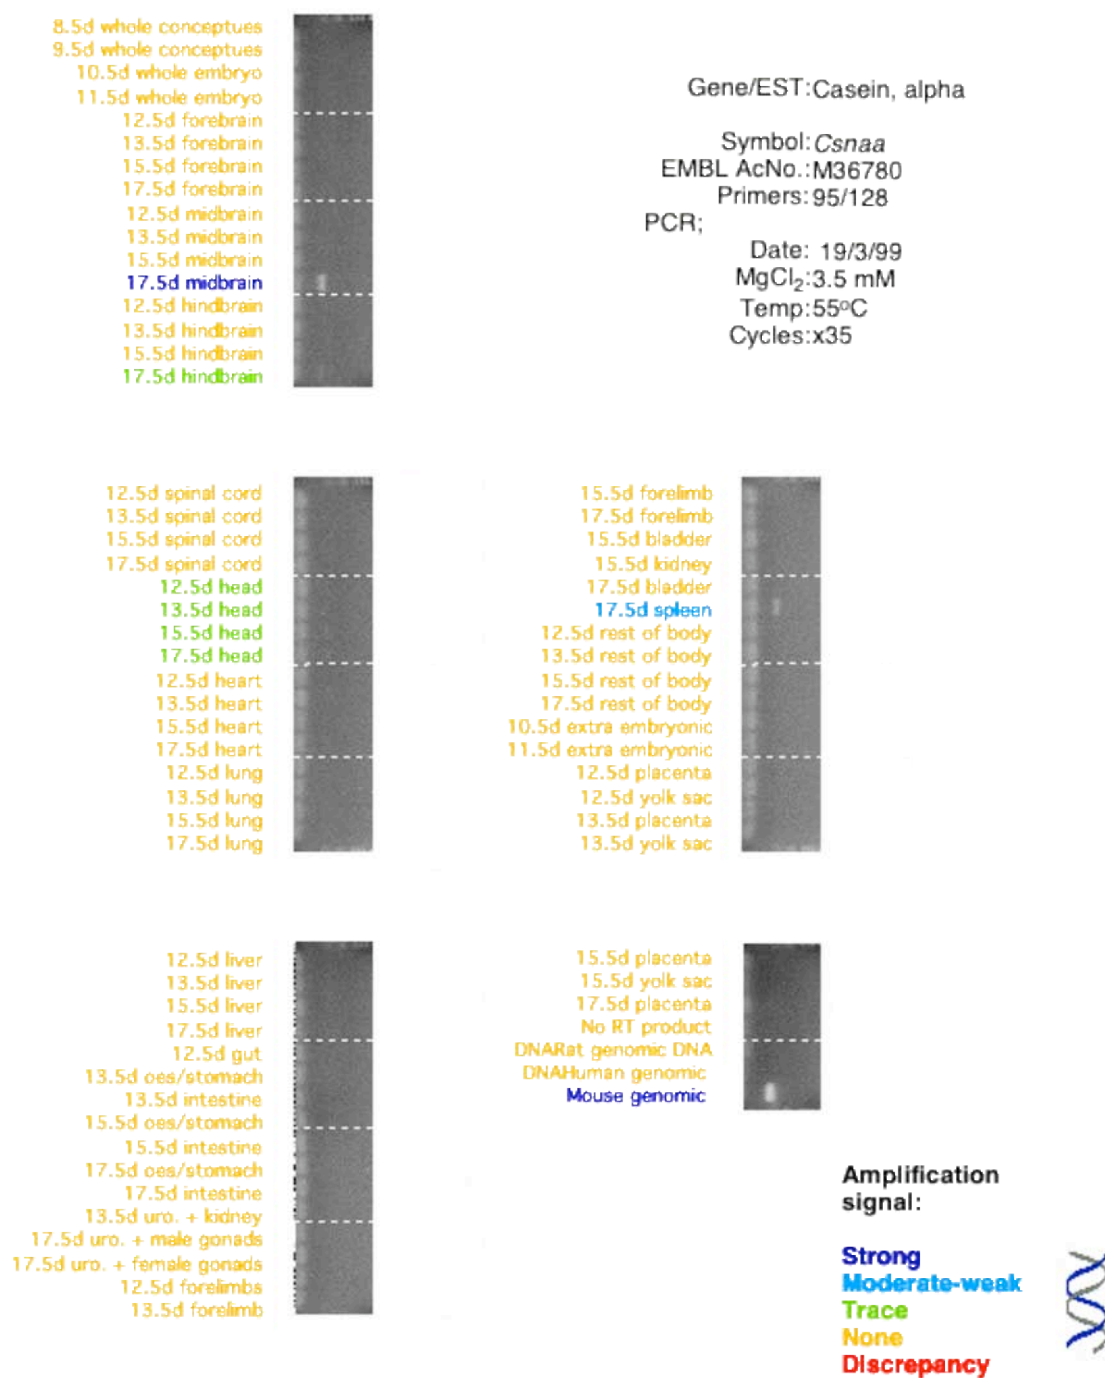 8.5d whole conceptues
9.5d whole conceptues
10.5d whole embryo
11.5d whole embryo
12.5d forebrain
13.5d forebrain
15.5d forebrain
17.5d forebrain
12.5d midbrain
13.5d midbrain
15.5d midbrain
17.5d midbrain
12.5d hindbrain
13.5d hindbrain
15.5d hindbrain
17.5d hindbrain
Gene/EST: Casein, alpha
Symbol: Csnaa
EMBL AcNo.: M36780
Primers: 95/128
PCR;
Date: 19/3/99
MgCl₂: 3.5 mM
Temp: 55°C
Cycles: x35
12.5d spinal cord
13.5d spinal cord
15.5d spinal cord
17.5d spinal cord
12.5d head
13.5d head
15.5d head
17.5d head
12.5d heart
13.5d heart
15.5d heart
17.5d heart
12.5d lung
13.5d lung
15.5d lung
17.5d lung
15.5d forelimb
17.5d forelimb
15.5d bladder
15.5d kidney
17.5d bladder
17.5d spleen
12.5d rest of body
13.5d rest of body
15.5d rest of body
17.5d rest of body
10.5d extra embryonic
11.5d extra embryonic
12.5d placenta
12.5d yolk sac
13.5d placenta
13.5d yolk sac
12.5d liver
13.5d liver
15.5d liver
17.5d liver
12.5d gut
13.5d oes/stomach
13.5d intestine
15.5d oes/stomach
15.5d intestine
17.5d oes/stomach
17.5d intestine
13.5d uro. + kidney
17.5d uro. + male gonads
17.5d uro. + female gonads
12.5d forelimbs
13.5d forelimb
15.5d placenta
15.5d yolk sac
17.5d placenta
No RT product
DNARat genomic DNA
DNAHuman genomic
Mouse genomic
Amplification
signal:
Strong
Moderate-weak
Trace
None
Discrepancy